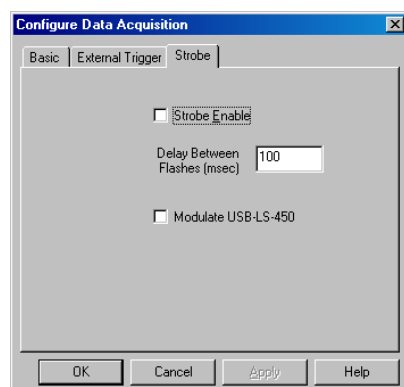 Configure Data Acquisition
Basic External Trigger Strobe
Strobe Enable
Delay Between
Flashes (msec)
100
Modulate USB-LS-450
OK Cancel Apply Help